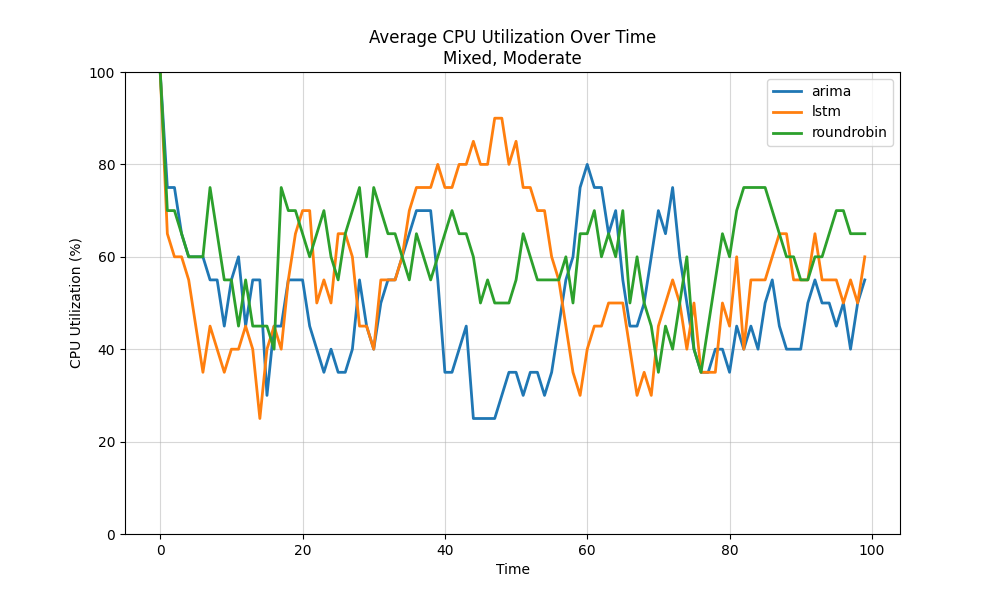 Average CPU Utilization Over Time
Mixed, Moderate
100
80
60
40
20
0
CPU Utilization (%)
0 20 40 60 80 100
Time
arima
lstm
roundrobin